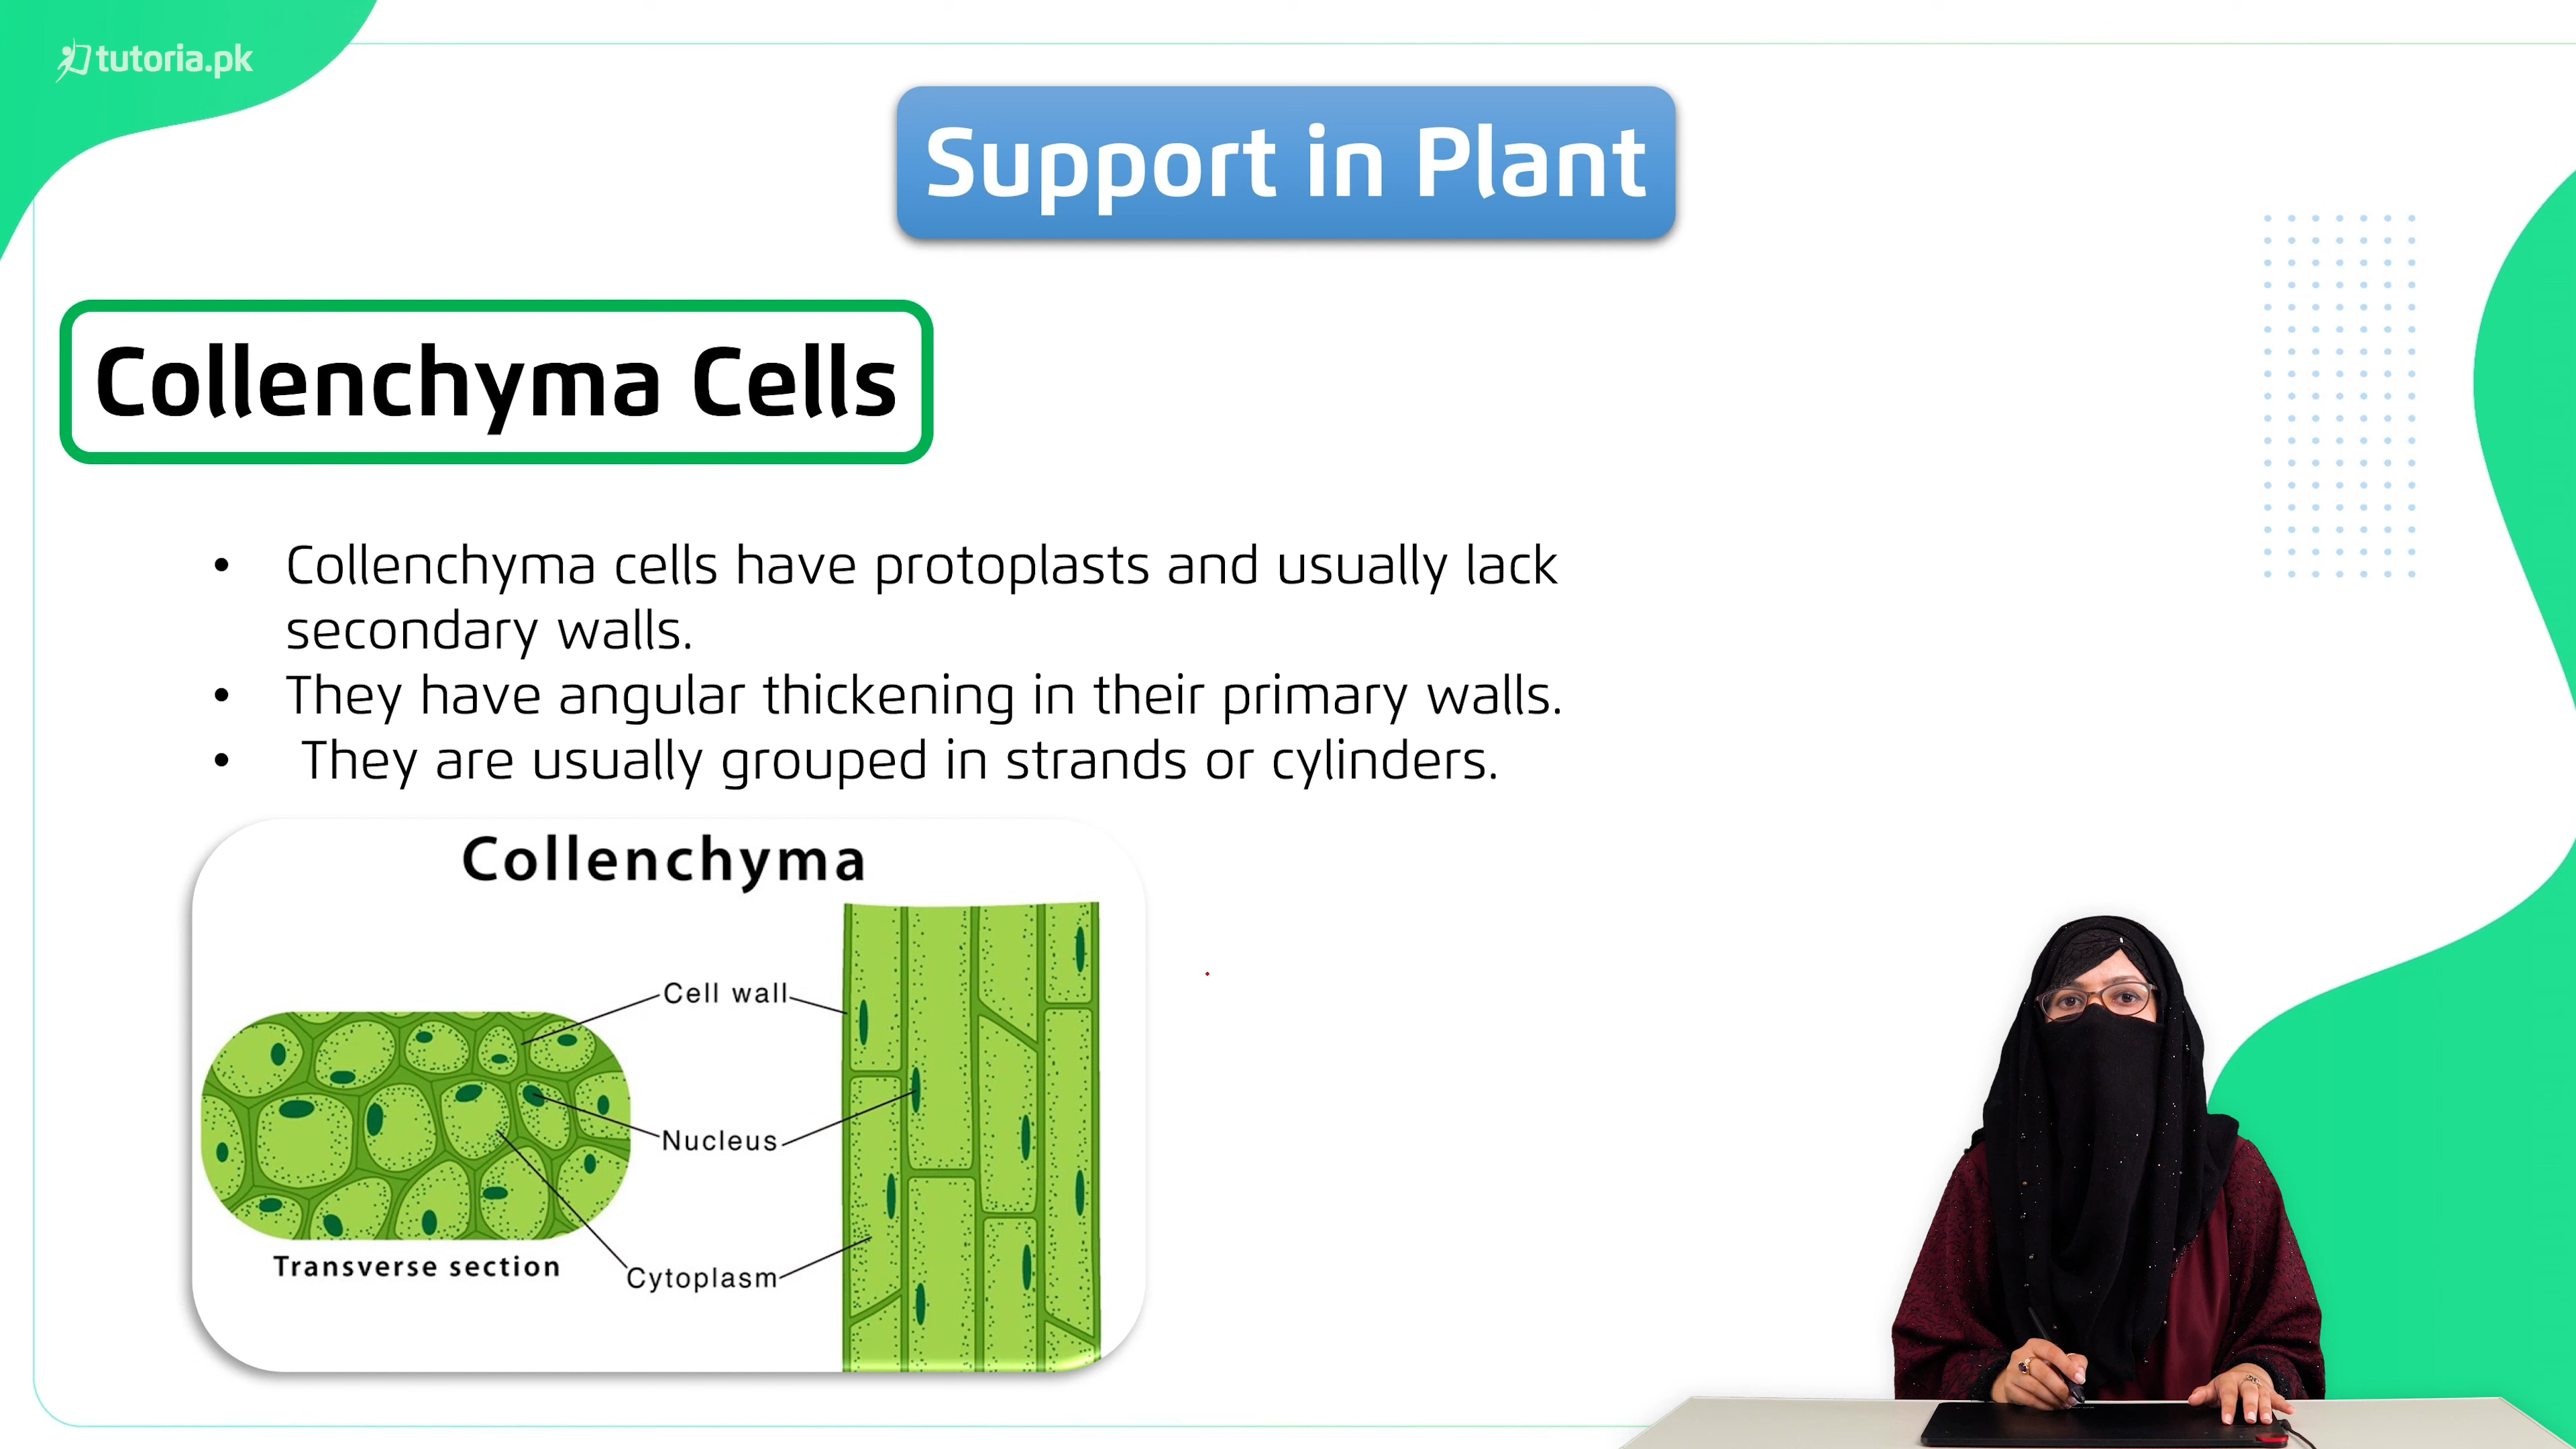 tutoria.pk
Support in Plant
Collenchyma Cells
• Collenchyma cells have protoplasts and usually lack
secondary walls.
• They have angular thickening in their primary walls.
• They are usually grouped in strands or cylinders.
Collenchyma
Cell wall
Nucleus
Cytoplasm
Transverse section